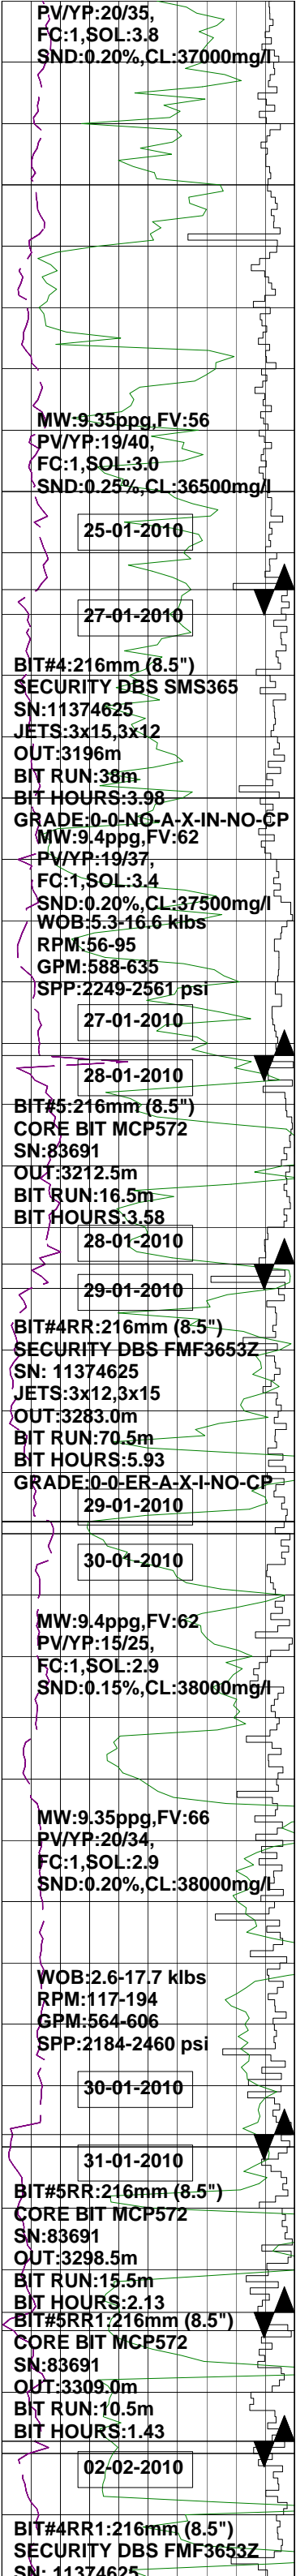 PV/YP:20/35,
FC:1,SOL:3.8
SND:0.20%,CL:37000mg/l
MW:9.35ppg,FV:56
PV/YP:19/40,
FC:1,SOL:3.0
SND:0.25%,CL:36500mg/l
25-01-2010
27-01-2010
BIT#4:216mm (8.5")
SECURITY DBS SMS365
SN:11374625
JETS:3x15,3x12
OUT:3196m
BIT RUN:38m
BIT HOURS:3.98
GRADE:0-0-NO-A-X-IN-NO-CP
MW:9.4ppg,FV:62
PV/YP:19/37,
FC:1,SOL:3.4
SND:0.20%,CL:37500mg/l
WOB:5.3-16.6 klbs
RPM:56-95
GPM:588-635
SPP:2249-2561 psi
27-01-2010
28-01-2010
BIT#5:216mm (8.5")
CORE BIT MCP572
SN:83691
OUT:3212.5m
BIT RUN:16.5m
BIT HOURS:3.58
28-01-2010
29-01-2010
BIT#4RR:216mm (8.5")
SECURITY DBS FMF3653Z
SN: 11374625
JETS:3x12,3x15
OUT:3283.0m
BIT RUN:70.5m
BIT HOURS:5.93
GRADE:0-0-ER-A-X-I-NO-CP
29-01-2010
30-01-2010
MW:9.4ppg,FV:62
PV/YP:15/25,
FC:1,SOL:2.9
SND:0.15%,CL:38000mg/l
MW:9.35ppg,FV:66
PV/YP:20/34,
FC:1,SOL:2.9
SND:0.20%,CL:38000mg/l
WOB:2.6-17.7 klbs
RPM:117-194
GPM:564-606
SPP:2184-2460 psi
30-01-2010
31-01-2010
BIT#5RR:216mm (8.5")
CORE BIT MCP572
SN:83691
OUT:3298.5m
BIT RUN:15.5m
BIT HOURS:2.13
BIT#5RR1:216mm (8.5")
CORE BIT MCP572
SN:83691
OUT:3309.0m
BIT RUN:10.5m
BIT HOURS:1.43
02-02-2010
BIT#4RR1:216mm (8.5")
SECURITY DBS FMF3653Z
SN: 11374625